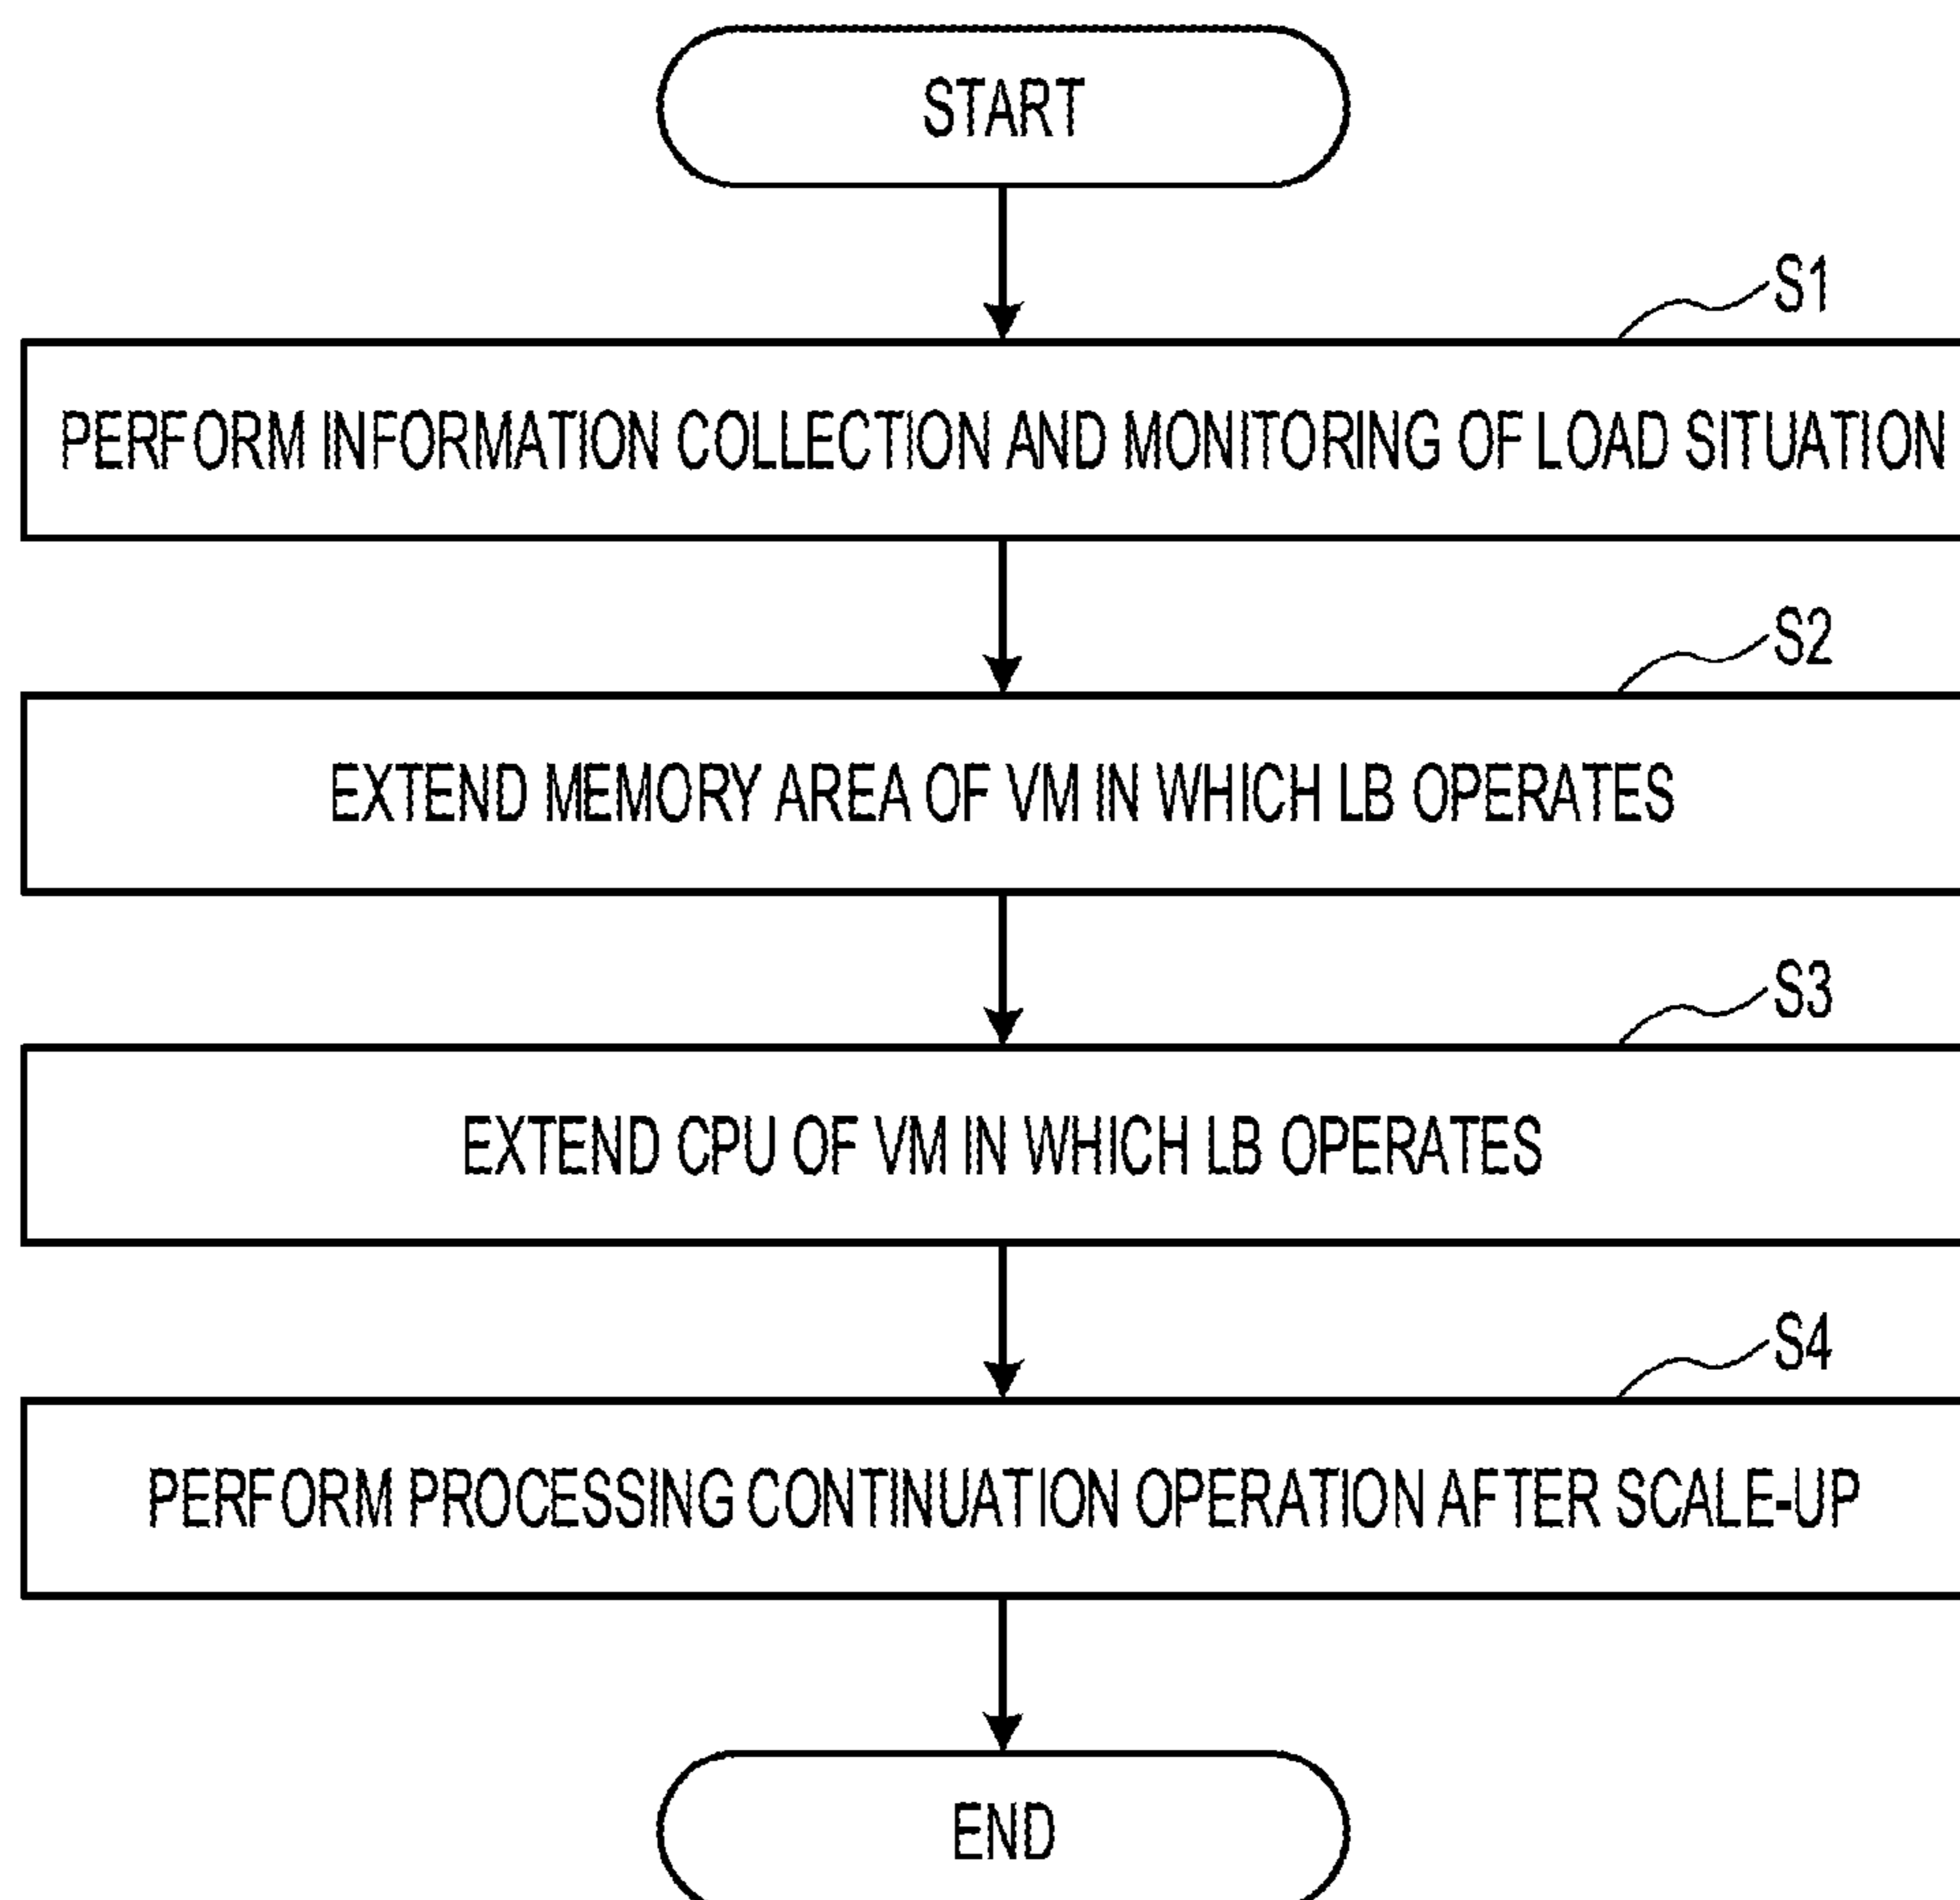 START
S1
PERFORM INFORMATION COLLECTION AND MONITORING OF LOAD SITUATION
S2
EXTEND MEMORY AREA OF VM IN WHICH LB OPERATES
S3
EXTEND CPU OF VM IN WHICH LB OPERATES
S4
PERFORM PROCESSING CONTINUATION OPERATION AFTER SCALE-UP
END